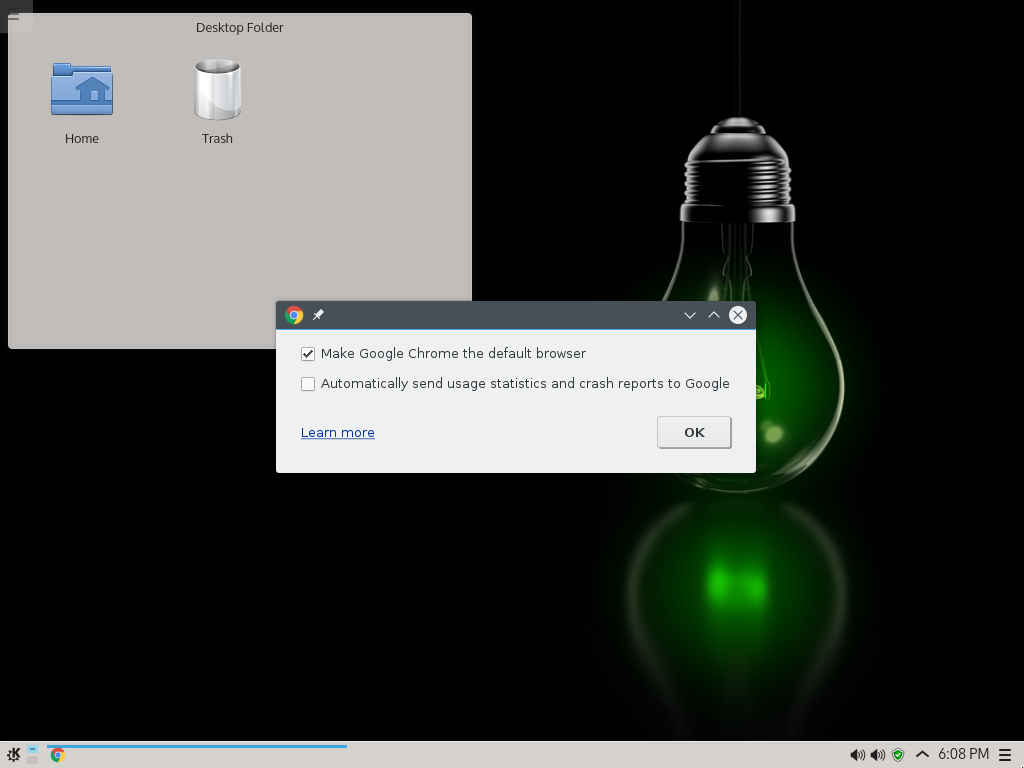 Desktop Folder
Home
Trash
Make Google Chrome the default browser
Automatically send usage statistics and crash reports to Google
Learn more
OK
6:08 PM